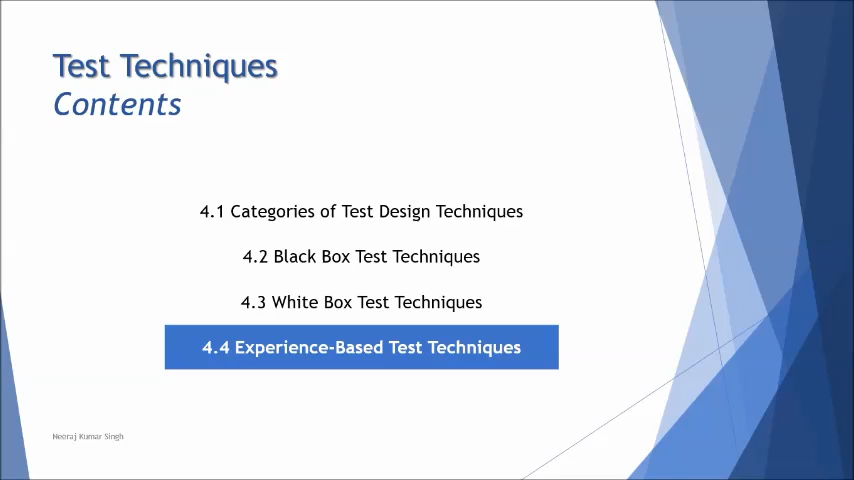 Test Techniques
Contents
4.1 Categories of Test Design Techniques
4.2 Black Box Test Techniques
4.3 White Box Test Techniques
4.4 Experience-Based Test Techniques
Neeraj Kumar Singh